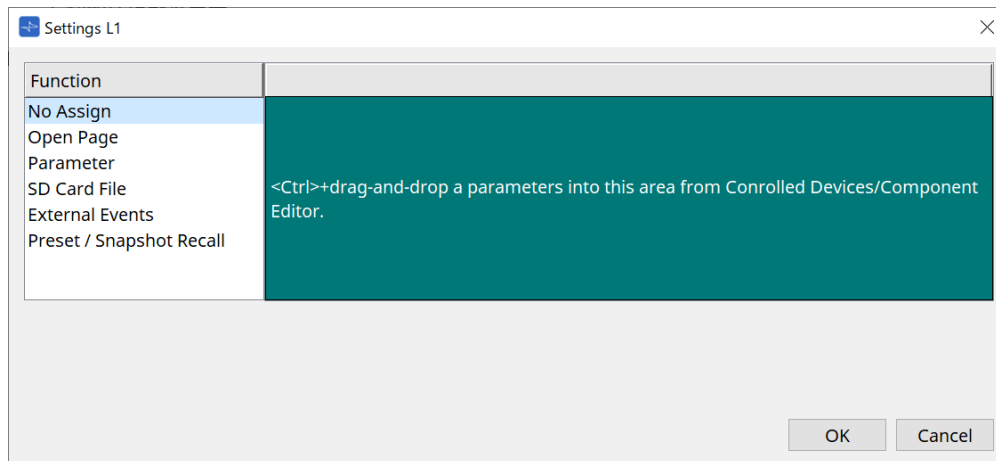 Settings L1
Function
No Assign
Open Page
Parameter
SD Card File
External Events
Preset / Snapshot Recall
<Ctrl>+drag-and-drop a parameters into this area from Conrolled Devices/Component
Editor.
OK
Cancel